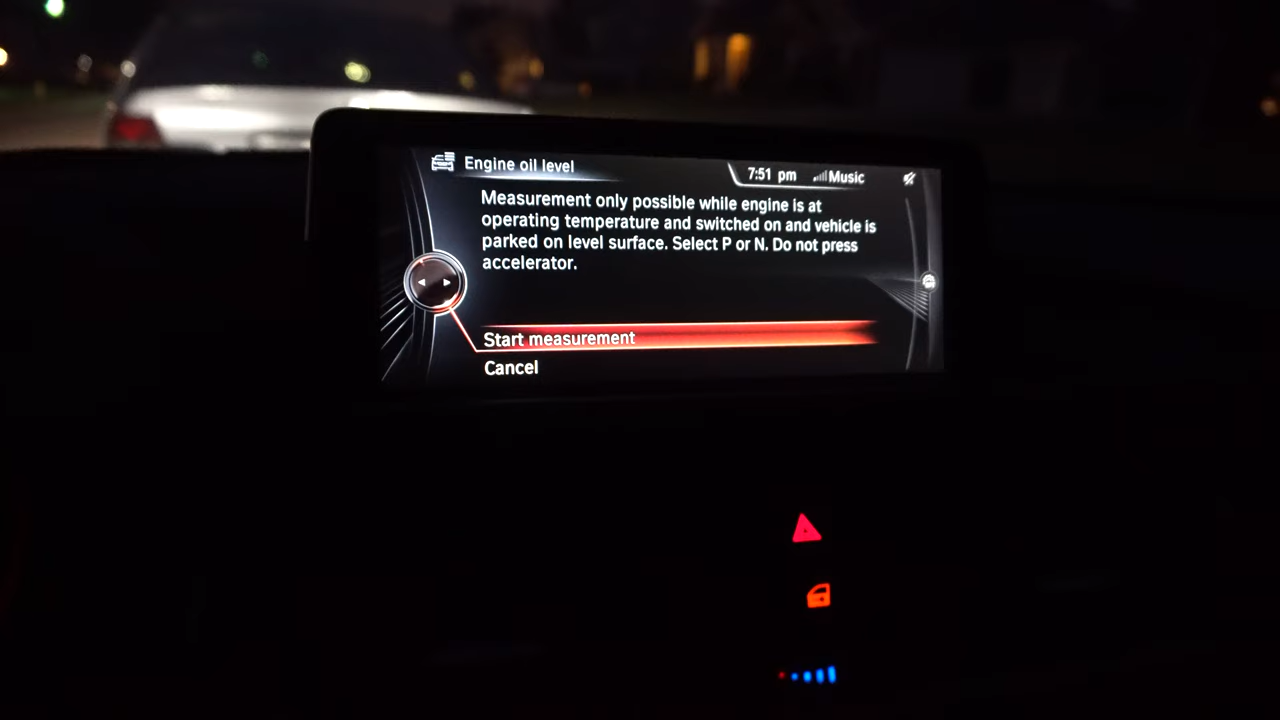 Engine oil level
7:51 pm Music
Measurement only possible while engine is at
operating temperature and switched on and vehicle is
parked on level surface. Select P or N. Do not press
accelerator.
Start measurement
Cancel